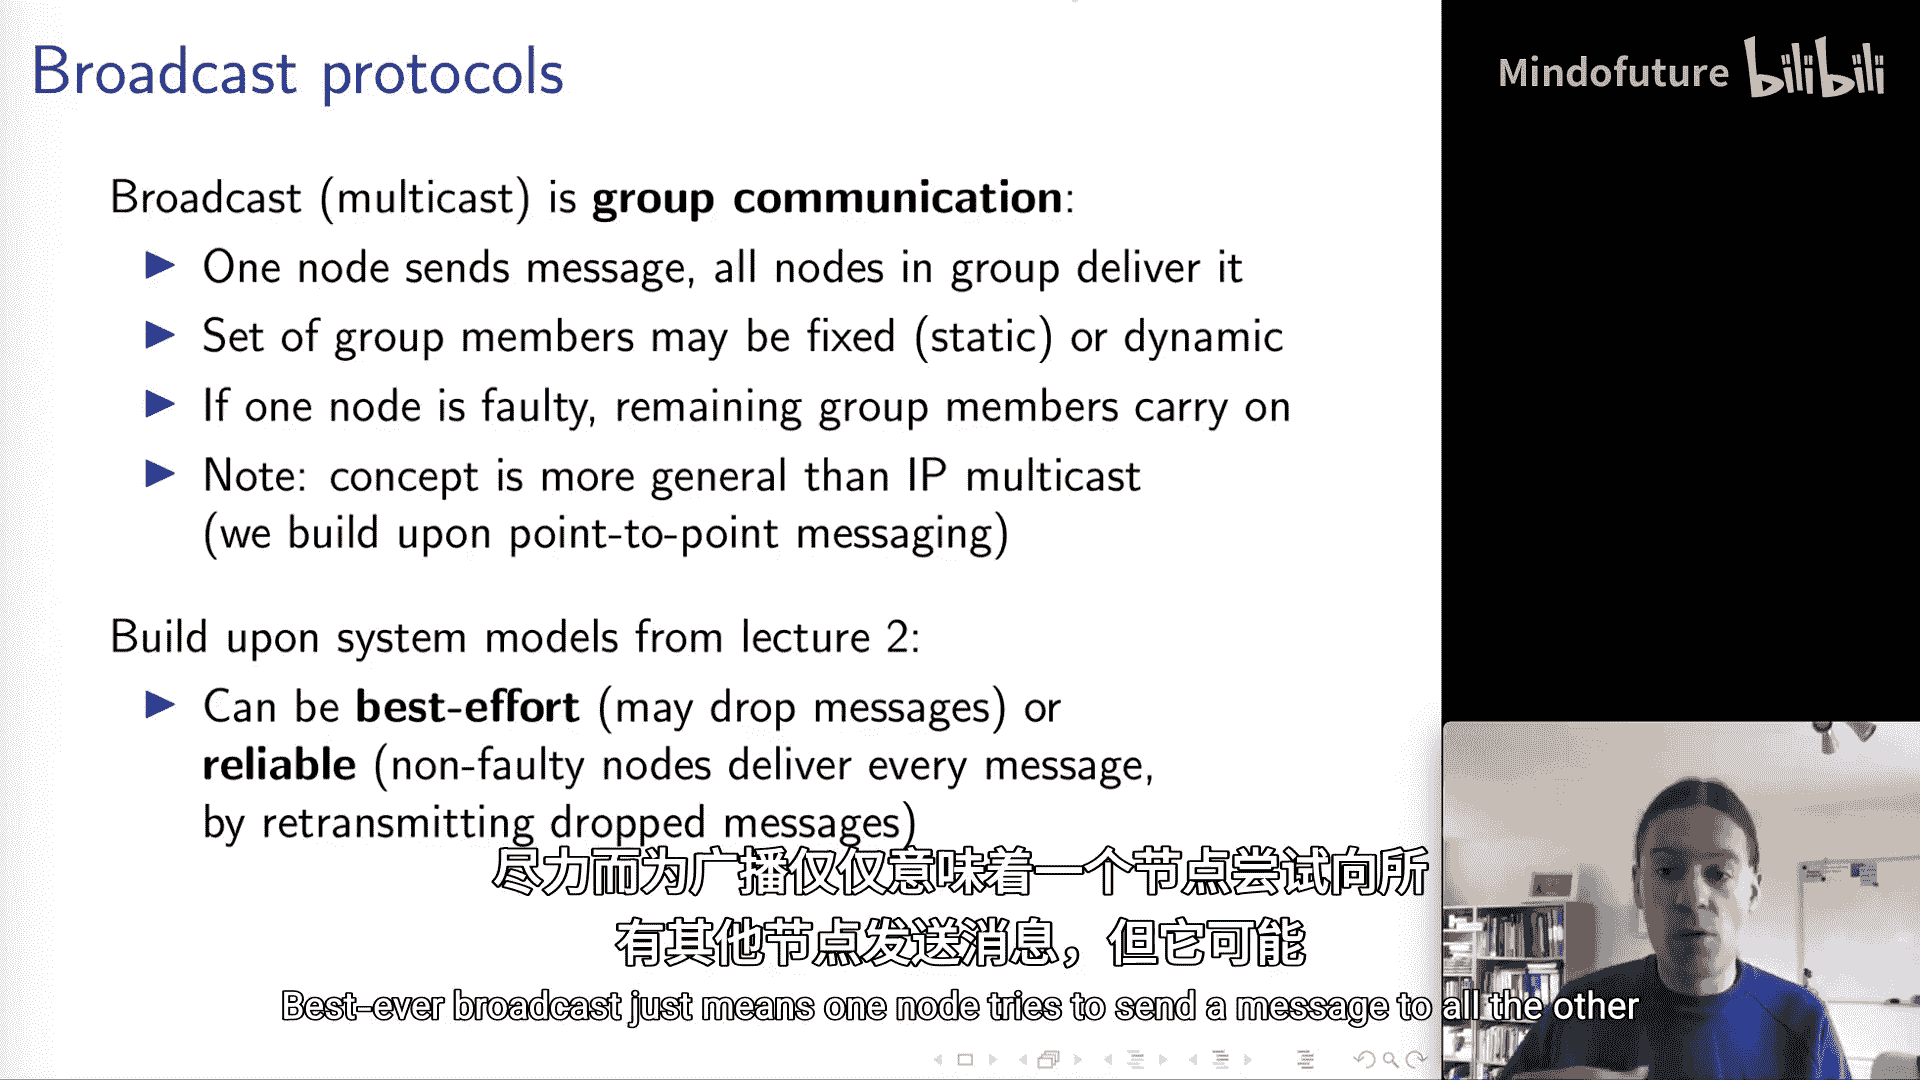 Broadcast protocols
Mindofuture bilibili
Broadcast (multicast) is group communication:
One node sends message, all nodes in group deliver it
Set of group members may be fixed (static) or dynamic
If one node is faulty, remaining group members carry on
Note: concept is more general than IP multicast
(we build upon point-to-point messaging)
Build upon system models from lecture 2:
Can be best-effort (may drop messages) or
reliable (non-faulty nodes deliver every message,
by retransmitting dropped messages)
尽力而为广播仅仅意味着一个节点尝试向所
有其他节点发送消息，但它可能
Best-ever broadcast just means one node tries to send a message to all the other